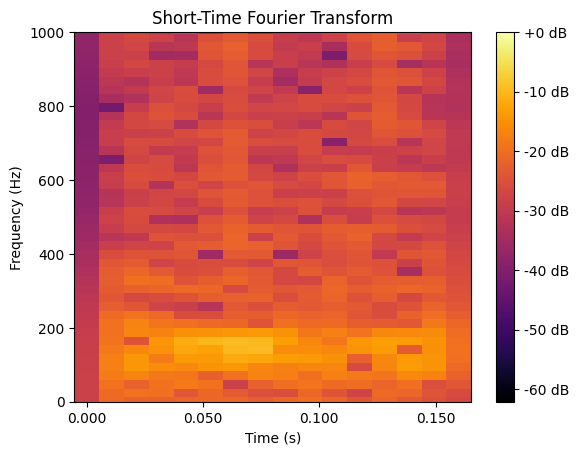 Short-Time Fourier Transform
1000
800
600
400
200
0
Frequency (Hz)
0.000
0.050
0.100
0.150
Time (s)
+0 dB
-10 dB
-20 dB
-30 dB
-40 dB
-50 dB
-60 dB